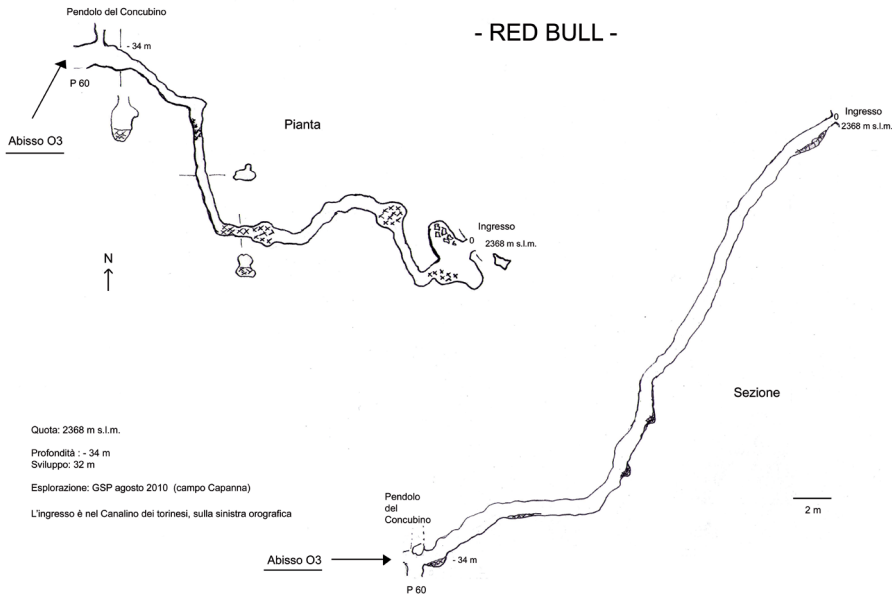 - RED BULL -
Pendolo del Concubino
- 34 m
P 60
Abisso O3
Pianta
Ingresso
0
2368 m s.l.m.
N
Ingresso
0
2368 m s.l.m.
Sezione
2 m
Quota: 2368 m s.l.m.
Profondità : - 34 m
Sviluppo: 32 m
Esplorazione: GSP agosto 2010 (campo Capanna)
L'ingresso è nel Canalino dei torinesi, sulla sinistra orografica
Pendolo
del
Concubino
Abisso O3
- 34 m
P 60